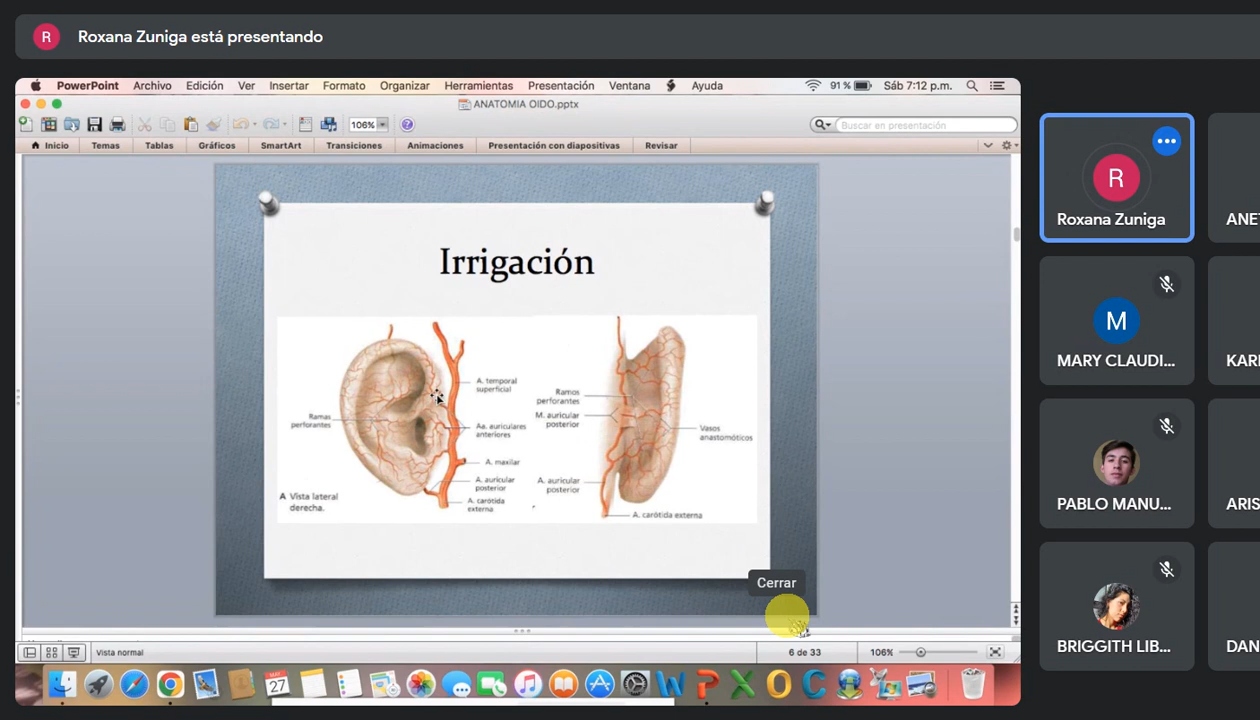 R Roxana Zuniga está presentando
PowerPoint Archivo Edición Ver Insertar Formato Organizar Herramientas Presentación Ventana Ayuda 91 % Sáb 7:12 p.m.
ANATOMIA OIDO.pptx
106% Buscar en presentación
Inicio Temas Tablas Gráficos SmartArt Transiciones Animaciones Presentación con diapositivas Revisar
Irrigación
A. temporal
superficial
Ramas
perforantes
Aa. auriculares
anteriores
A. maxilar
A. auricular
posterior
A. carótida
externa
A Vista lateral
derecha.
Ramos
perforantes
M. auricular
posterior
Vasos
anastomóticos
A. auricular
posterior
A. carótida externa
Cerrar
Vista normal 6 de 33 106%
27
R
Roxana Zuniga
ANE
M
MARY CLAUDI...
KARI
PABLO MANU...
ARIS
BRIGGITH LIB...
DAN